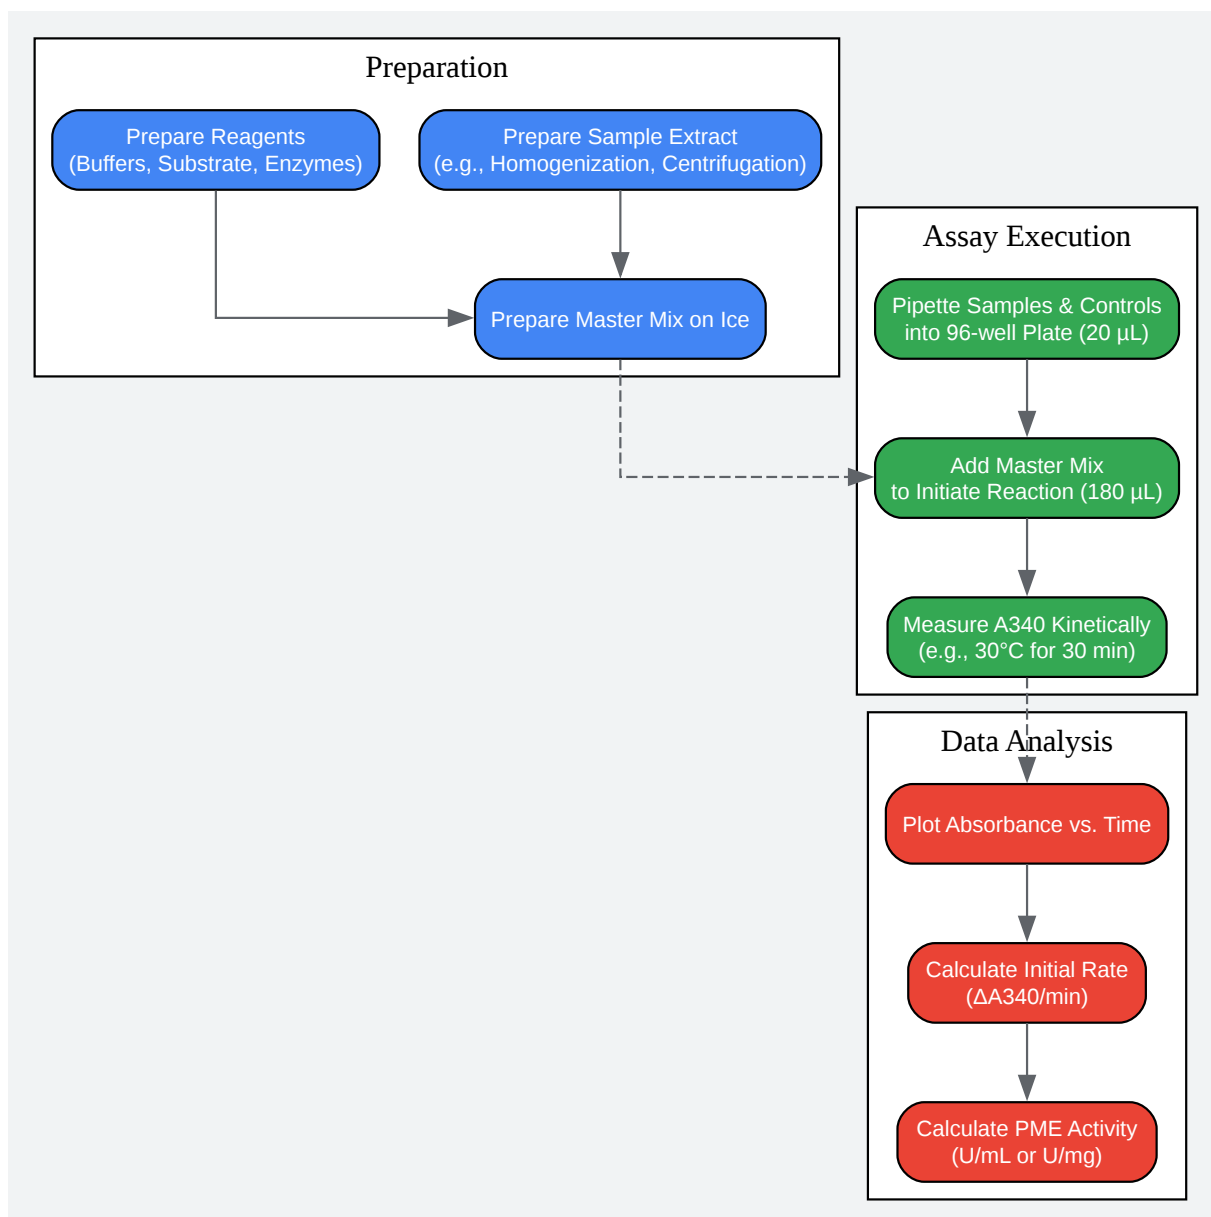 Preparation
Prepare Reagents
(Buffers, Substrate, Enzymes)
Prepare Sample Extract
(e.g., Homogenization, Centrifugation)
Prepare Master Mix on Ice
Assay Execution
Pipette Samples & Controls
into 96-well Plate (20 µL)
Add Master Mix
to Initiate Reaction (180 µL)
Measure A340 Kinetically
(e.g., 30°C for 30 min)
Data Analysis
Plot Absorbance vs. Time
Calculate Initial Rate
(ΔA340/min)
Calculate PME Activity
(U/mL or U/mg)